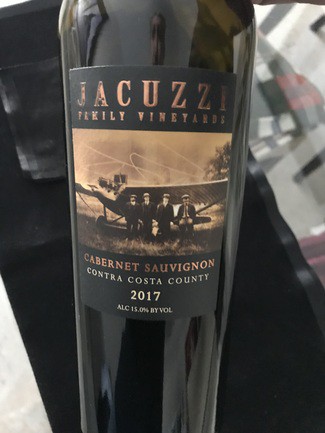 JACUZZI
FAMILY VINEYARDS
CABERNET SAUVIGNON
CONTRA COSTA COUNTY
2017
ALC 15.0% BY VOL